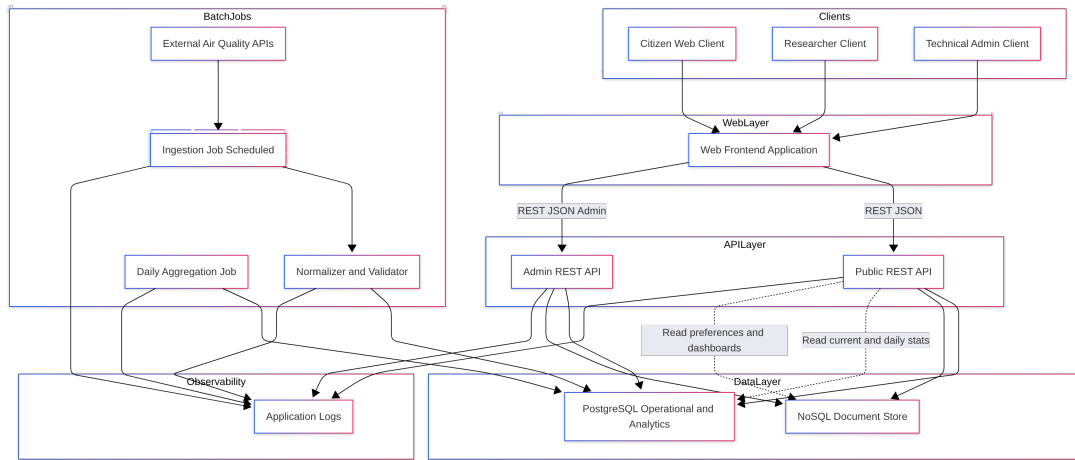 BatchJobs
Clients
External Air Quality APIs
Citizen Web Client
Researcher Client
Technical Admin Client
WebLayer
Ingestion Job Scheduled
Web Frontend Application
REST JSON Admin
REST JSON
APILayer
Daily Aggregation Job
Normalizer and Validator
Admin REST API
Public REST API
Read preferences and
dashboards
Read current and daily stats
Observability
DataLayer
Application Logs
PostgreSQL Operational and
Analytics
NoSQL Document Store